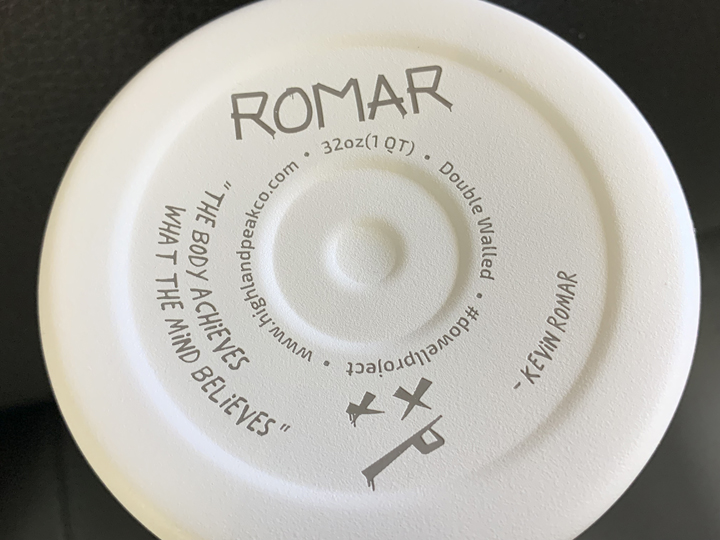 ROMAR
www.highlandpeakco.com • 32oz(1 QT) • Double Walled • #dowellproject •
" THE BODY ACHiEVES
WHAT THE MiND BELiEVES "
- KEViN ROMAR